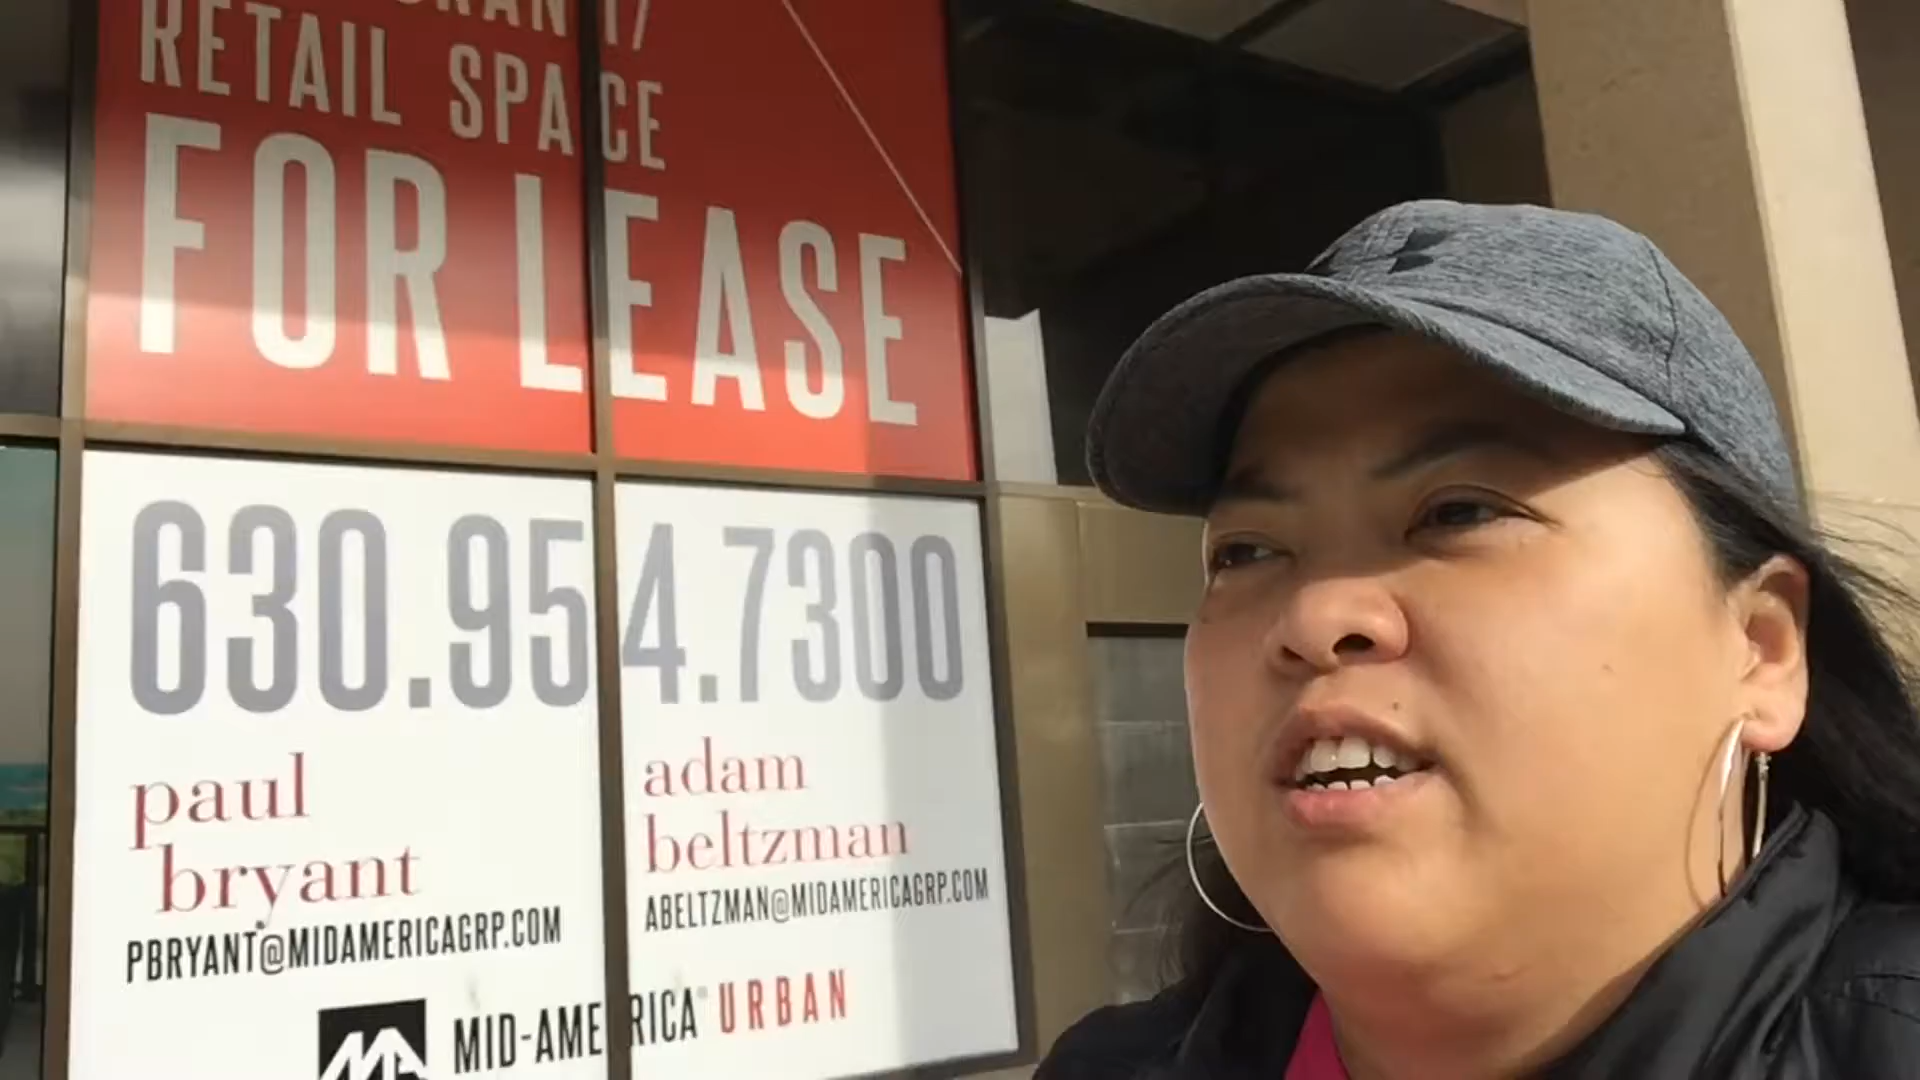 RETAIL SPACE
FOR LEASE
630.954.7300
paul
bryant
PBRYANT@MIDAMERICAGRP.COM
adam
beltzman
ABELTZMAN@MIDAMERICAGRP.COM
MID-AMERICA® URBAN